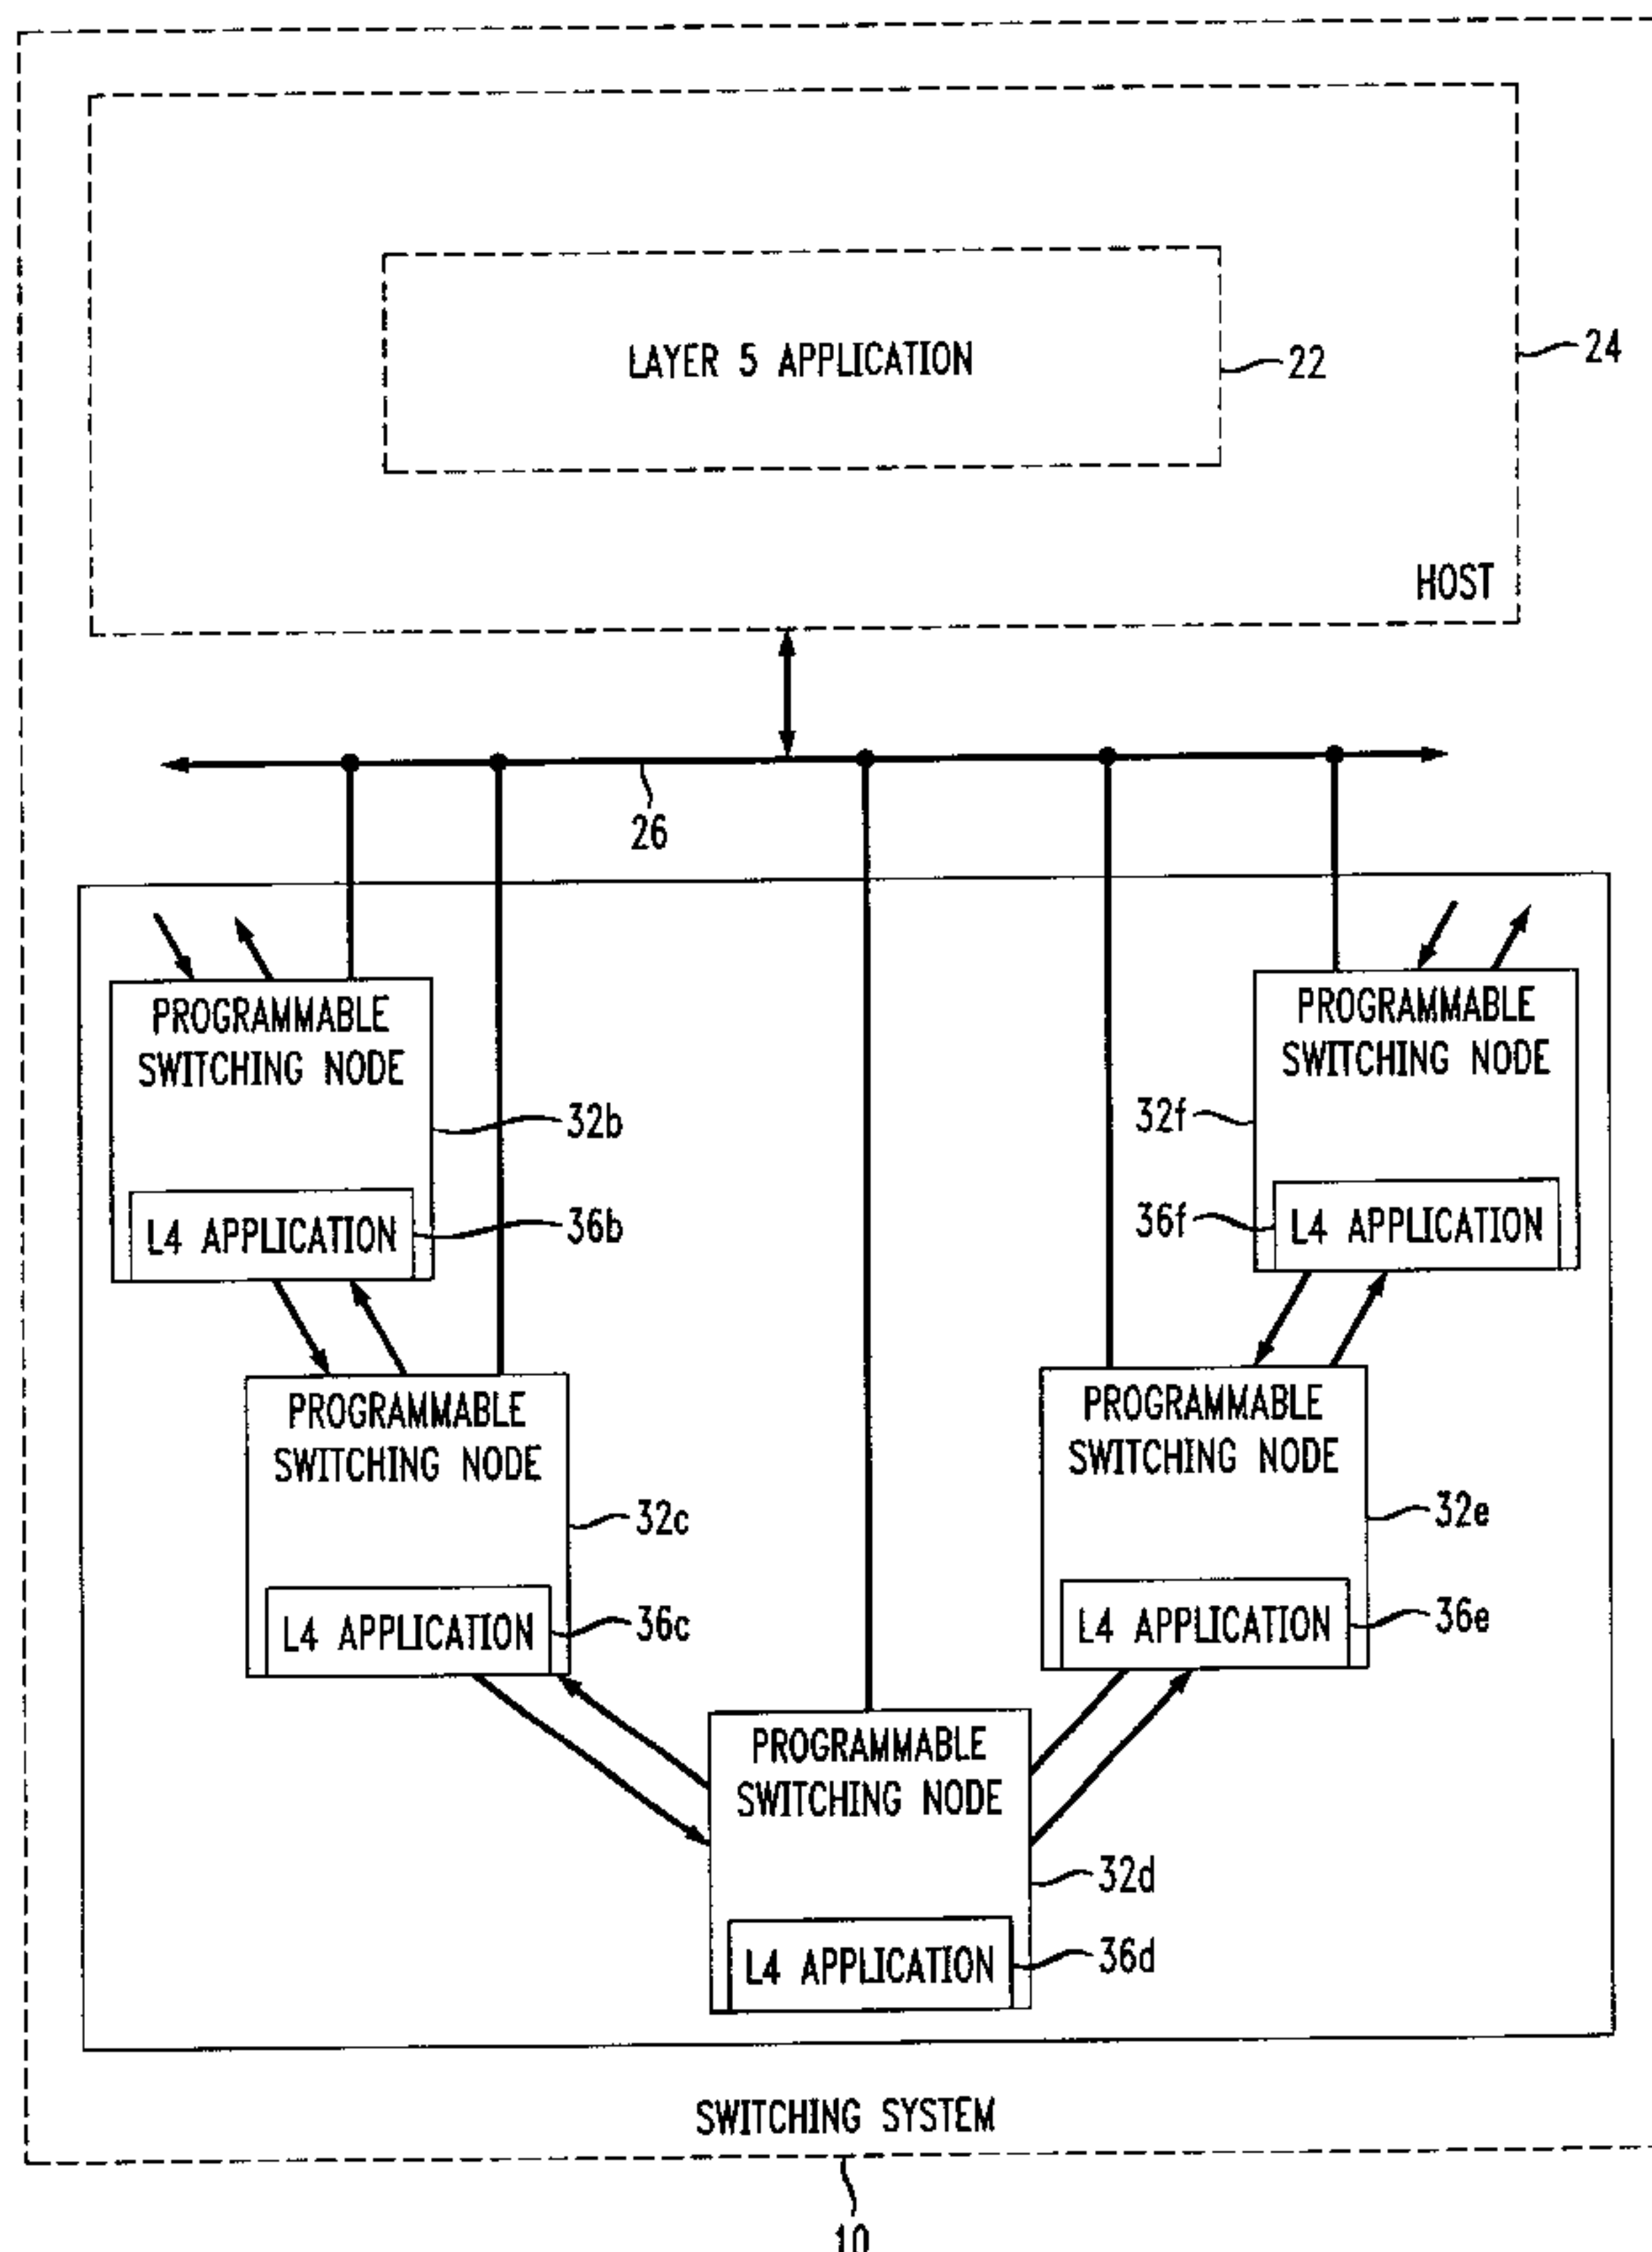 LAYER 5 APPLICATION
22
24
HOST
26
PROGRAMMABLE
SWITCHING NODE
32b
L4 APPLICATION
36b
PROGRAMMABLE
SWITCHING NODE
32f
36f
L4 APPLICATION
PROGRAMMABLE
SWITCHING NODE
32c
L4 APPLICATION
36c
PROGRAMMABLE
SWITCHING NODE
32e
L4 APPLICATION
36e
PROGRAMMABLE
SWITCHING NODE
32d
L4 APPLICATION
36d
SWITCHING SYSTEM
10